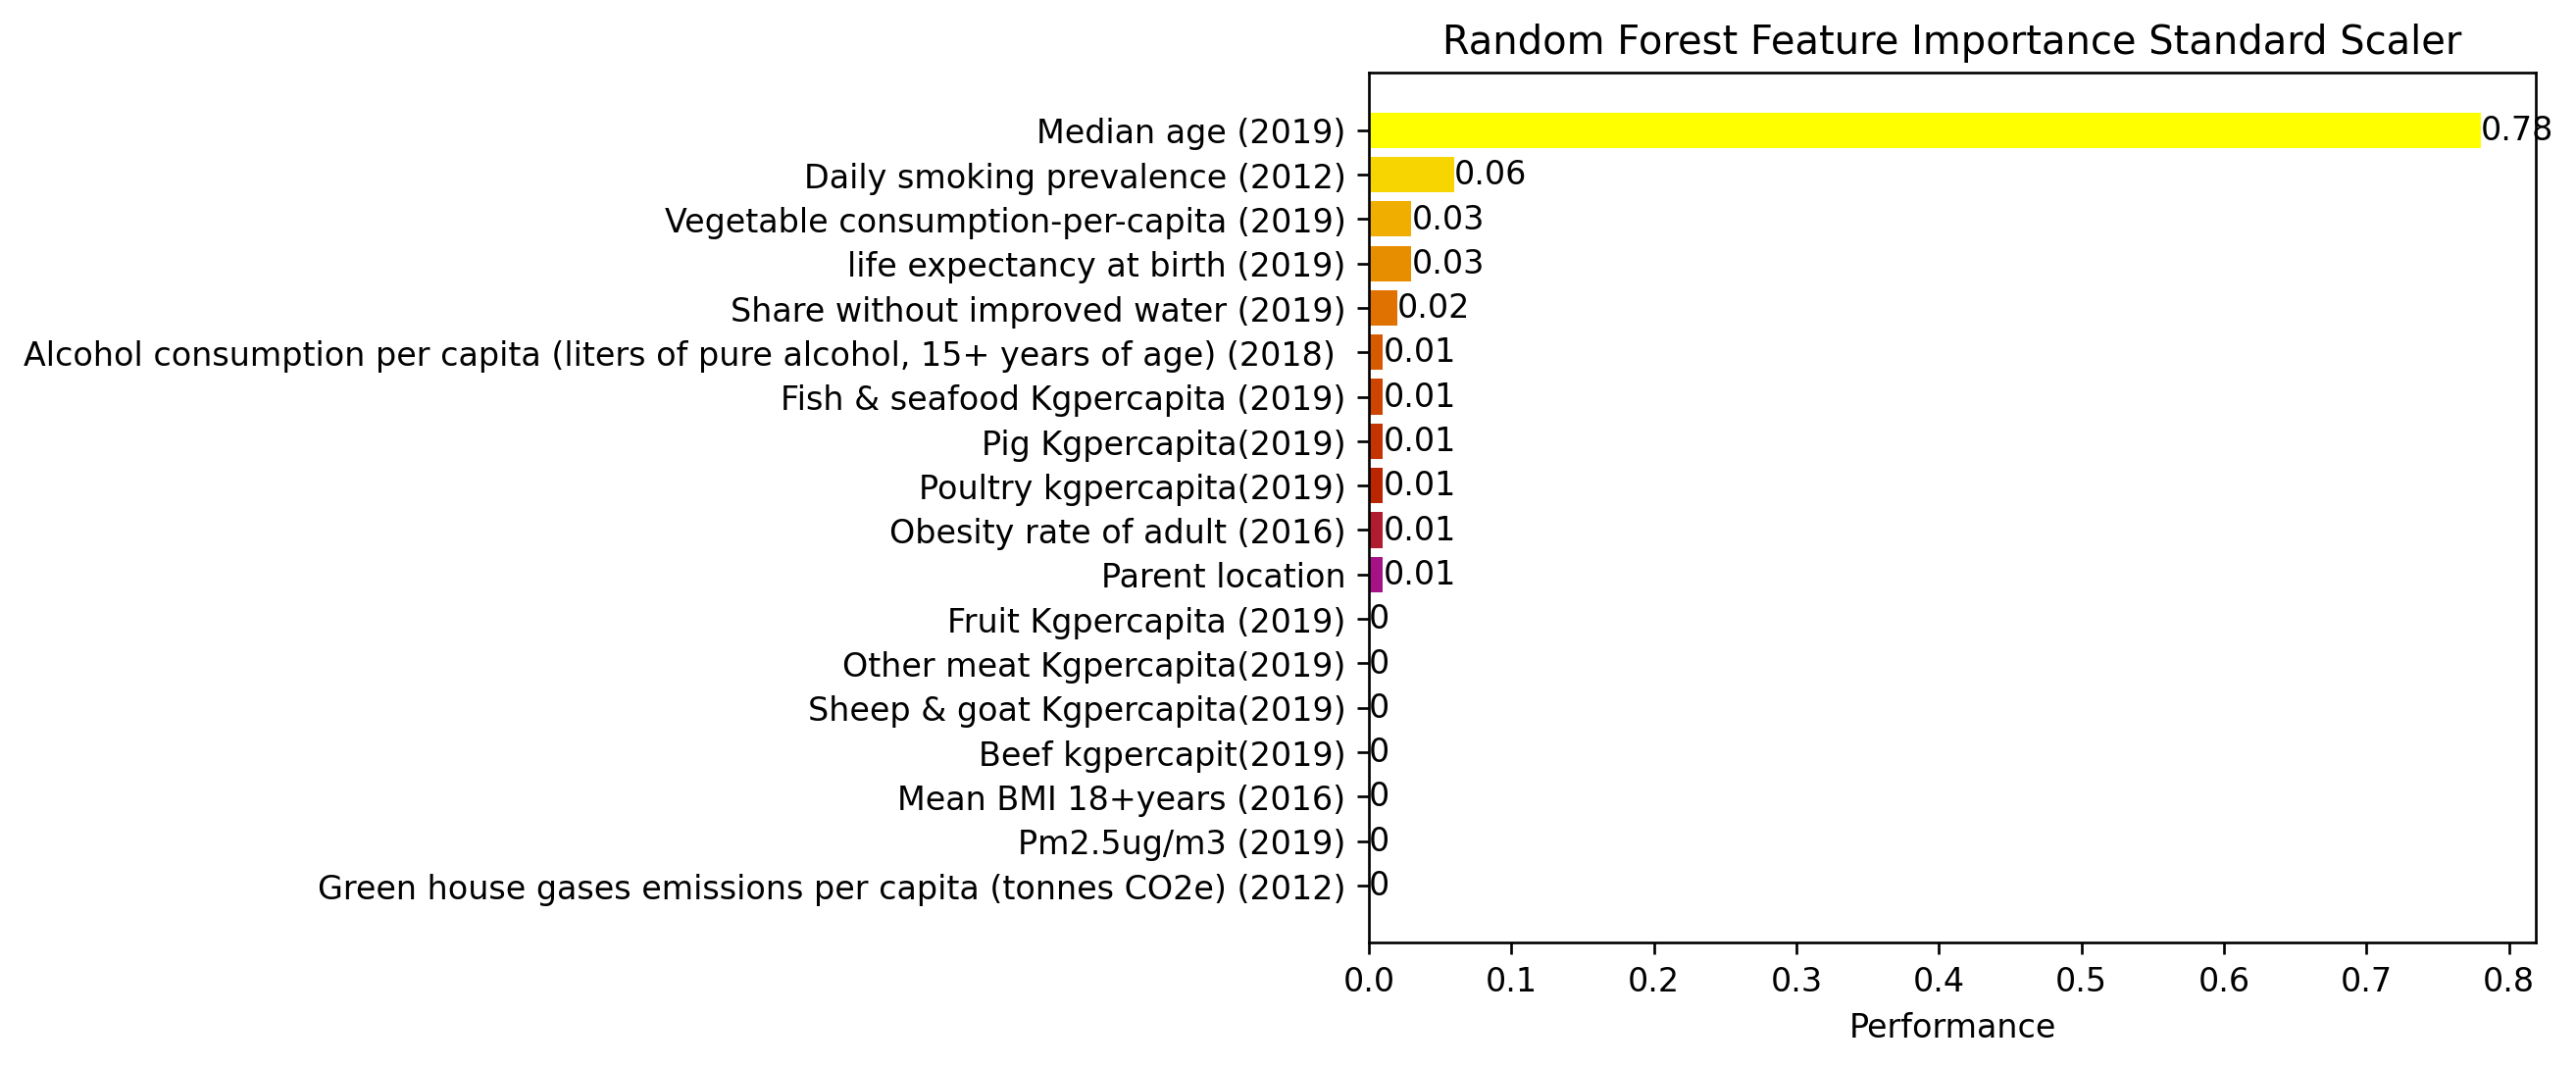 Random Forest Feature Importance Standard Scaler
Median age (2019) 0.78
Daily smoking prevalence (2012) 0.06
Vegetable consumption-per-capita (2019) 0.03
life expectancy at birth (2019) 0.03
Share without improved water (2019) 0.02
Alcohol consumption per capita (liters of pure alcohol, 15+ years of age) (2018) 0.01
Fish & seafood Kgpercapita (2019) 0.01
Pig Kgpercapita(2019) 0.01
Poultry kgpercapita(2019) 0.01
Obesity rate of adult (2016) 0.01
Parent location 0.01
Fruit Kgpercapita (2019) 0
Other meat Kgpercapita(2019) 0
Sheep & goat Kgpercapita(2019) 0
Beef kgpercapit(2019) 0
Mean BMI 18+years (2016) 0
Pm2.5ug/m3 (2019) 0
Green house gases emissions per capita (tonnes CO2e) (2012) 0
0.0 0.1 0.2 0.3 0.4 0.5 0.6 0.7 0.8
Performance